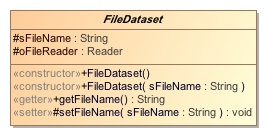 FileDataset
#sFileName : String
#oFileReader : Reader
«constructor»+FileDataset()
«constructor»+FileDataset( sFileName : String )
«getter»+getFileName() : String
«setter»#setFileName( sFileName : String ) : void